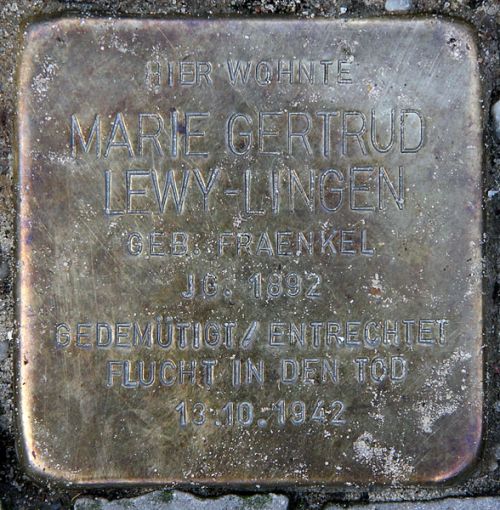 HIER WOHNTE
MARIE GERTRUD
LEWY-LINGEN
GEB. FRAENKEL
JG. 1892
GEDEMÜTIGT / ENTRECHTET
FLUCHT IN DEN TOD
13.10.1942